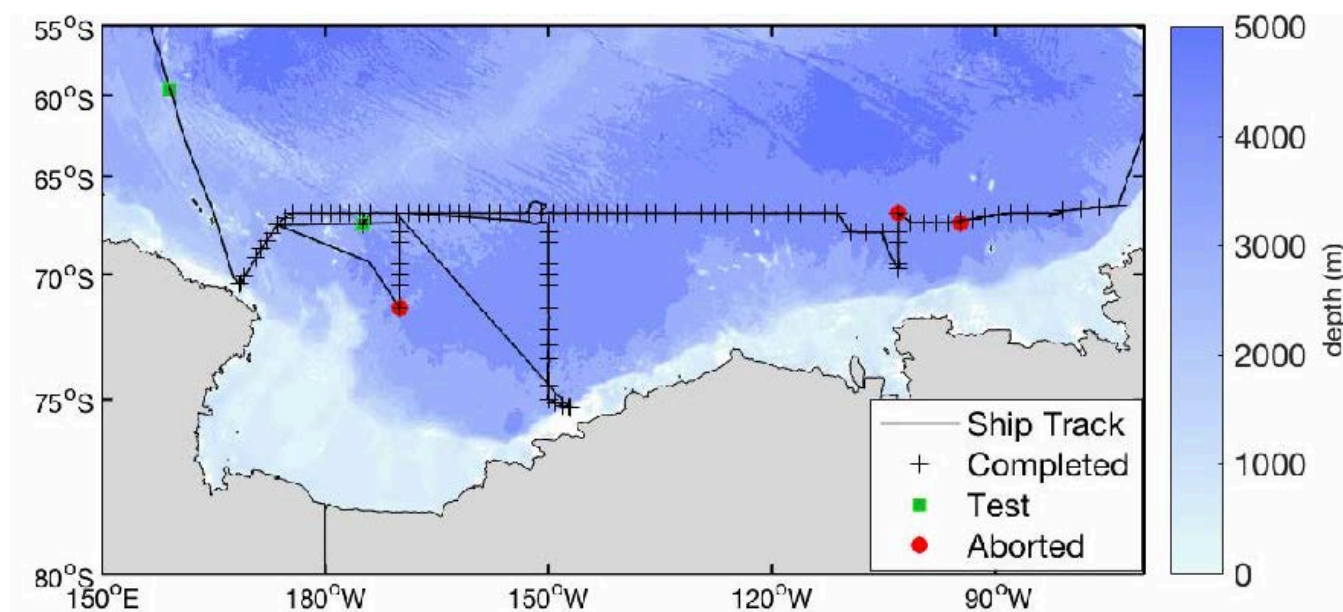 55°S
60°S
65°S
70°S
75°S
80°S
150°E
180°W
150°W
120°W
90°W
Ship Track
Completed
Test
Aborted
5000
4000
3000
2000
1000
0
depth (m)